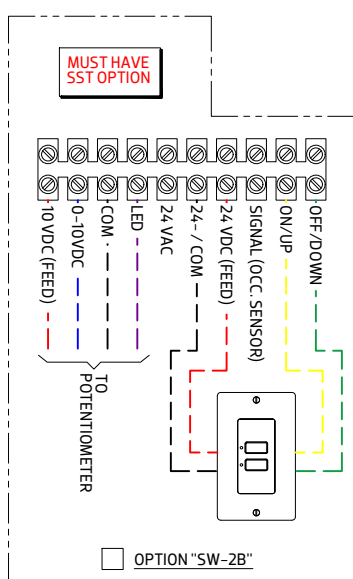 MUST HAVE
SST OPTION
10 VDC (FEED)
0-10VDC
COM
LED
24 VAC
24- / COM
24 VDC (FEED)
SIGNAL (OCC. SENSOR)
ON/UP
OFF/DOWN
TO
POTENTIOMETER
OPTION "SW-2B"